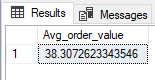 Results Messages
Avg_order_value
1 38.3072623343546